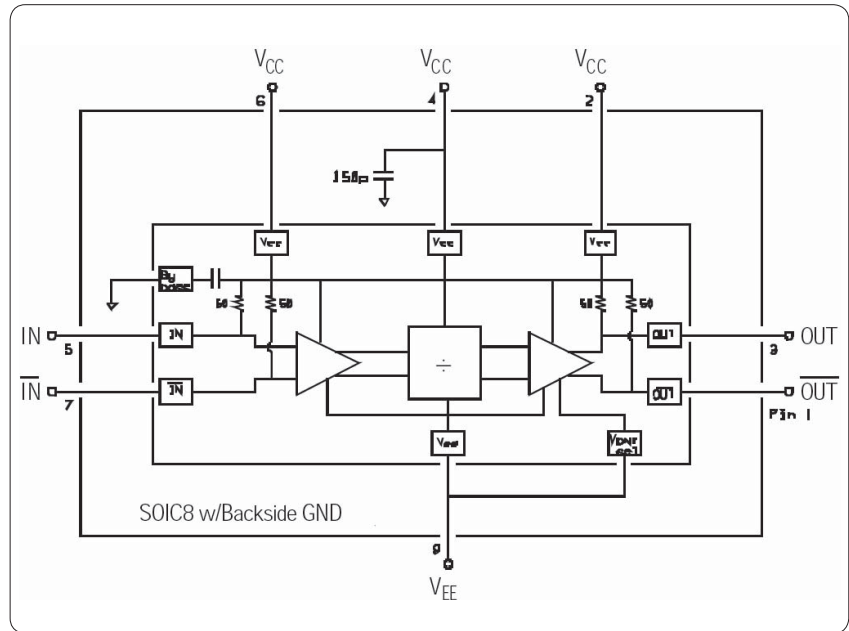 VCC VCC VCC
6 4 2
150p
Vcc Vcc Vcc
50 50 50 50
IN IN OUT OUT
5 3
÷
IN IN OUT OUT
7 Pin 1
SOIC8 w/Backside GND
VEE